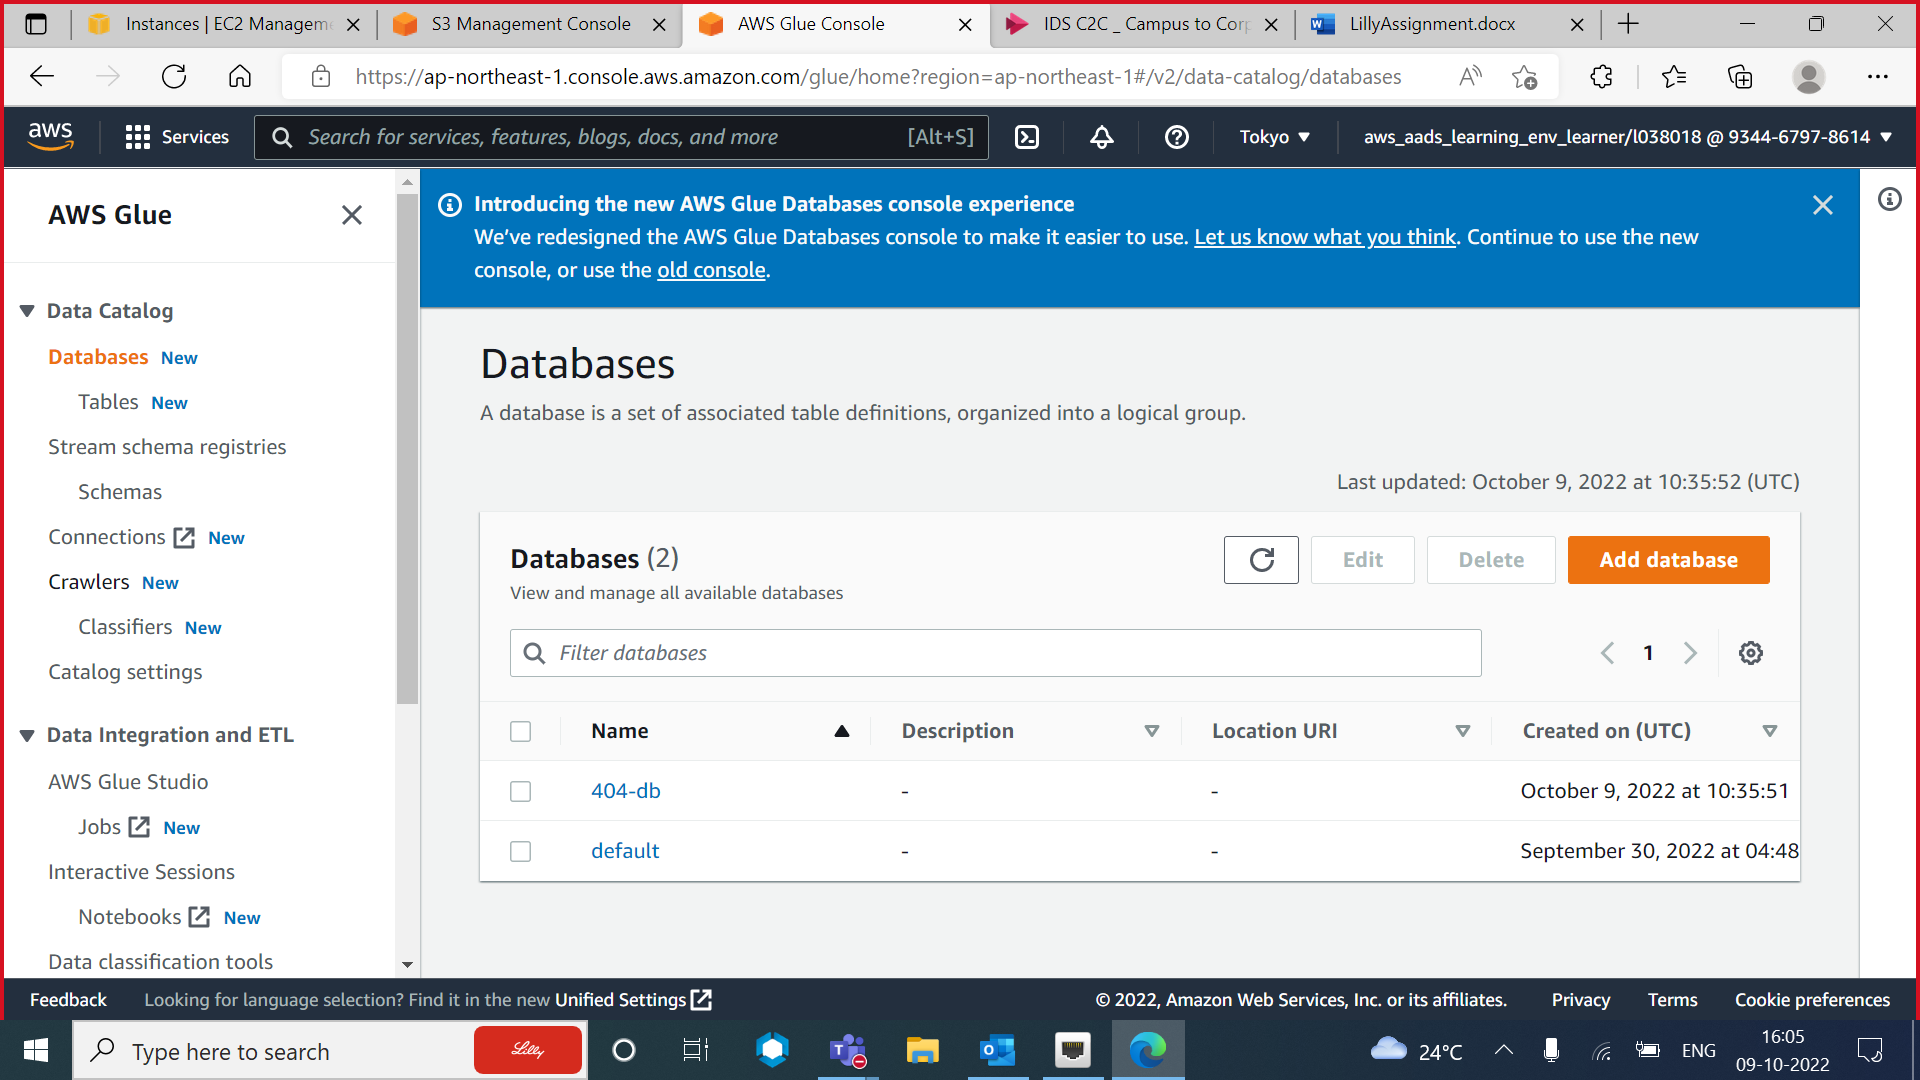 Instances | EC2 Managem
S3 Management Console
AWS Glue Console
IDS C2C _ Campus to Corp
LillyAssignment.docx
https://ap-northeast-1.console.aws.amazon.com/glue/home?region=ap-northeast-1#/v2/data-catalog/databases
aws
Services
Search for services, features, blogs, docs, and more
[Alt+S]
Tokyo
aws_aads_learning_env_learner/l038018 @ 9344-6797-8614
AWS Glue
Data Catalog
Databases New
Tables New
Stream schema registries
Schemas
Connections New
Crawlers New
Classifiers New
Catalog settings
Data Integration and ETL
AWS Glue Studio
Jobs New
Interactive Sessions
Notebooks New
Data classification tools
Introducing the new AWS Glue Databases console experience
We've redesigned the AWS Glue Databases console to make it easier to use. Let us know what you think. Continue to use the new
console, or use the old console.
Databases
A database is a set of associated table definitions, organized into a logical group.
Last updated: October 9, 2022 at 10:35:52 (UTC)
Databases (2)
View and manage all available databases
Edit
Delete
Add database
Filter databases
1
Name Description Location URI Created on (UTC)
404-db - - October 9, 2022 at 10:35:51
default - - September 30, 2022 at 04:48
Feedback
Looking for language selection? Find it in the new Unified Settings
© 2022, Amazon Web Services, Inc. or its affiliates.
Privacy
Terms
Cookie preferences
Type here to search
Lilly
24°C
ENG
16:05
09-10-2022